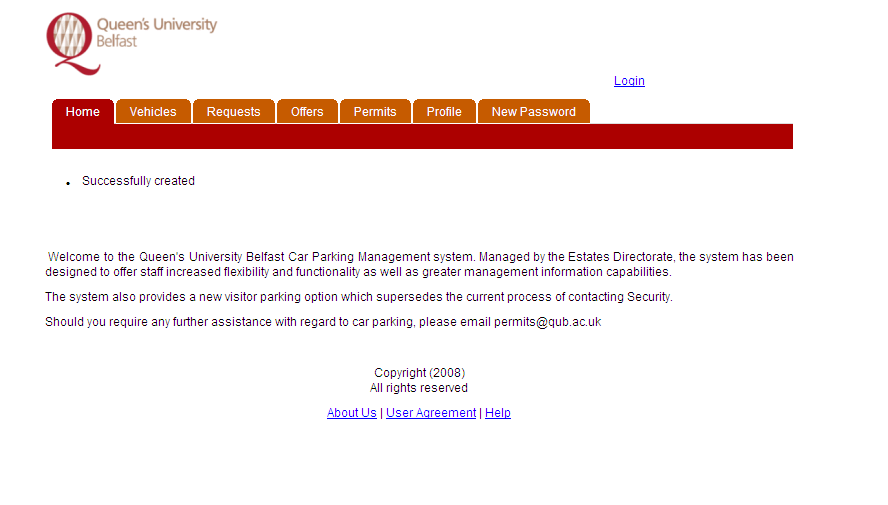 Queen's University
Belfast
Login
Home Vehicles Requests Offers Permits Profile New Password
• Successfully created
Welcome to the Queen's University Belfast Car Parking Management system. Managed by the Estates Directorate, the system has been
designed to offer staff increased flexibility and functionality as well as greater management information capabilities.
The system also provides a new visitor parking option which supersedes the current process of contacting Security.
Should you require any further assistance with regard to car parking, please email permits@qub.ac.uk
Copyright (2008)
All rights reserved
About Us | User Agreement | Help